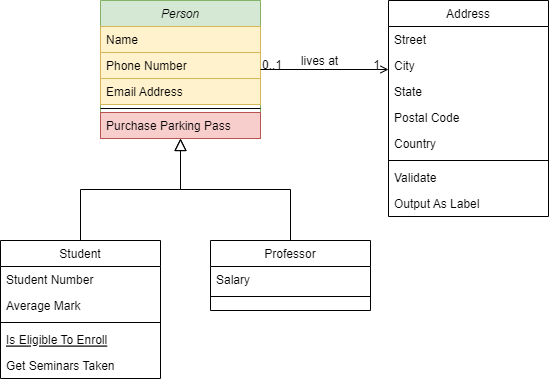 Person
Name
Phone Number
Email Address
Purchase Parking Pass
0..1 lives at 1
Address
Street
City
State
Postal Code
Country
Validate
Output As Label
Student
Student Number
Average Mark
Is Eligible To Enroll
Get Seminars Taken
Professor
Salary